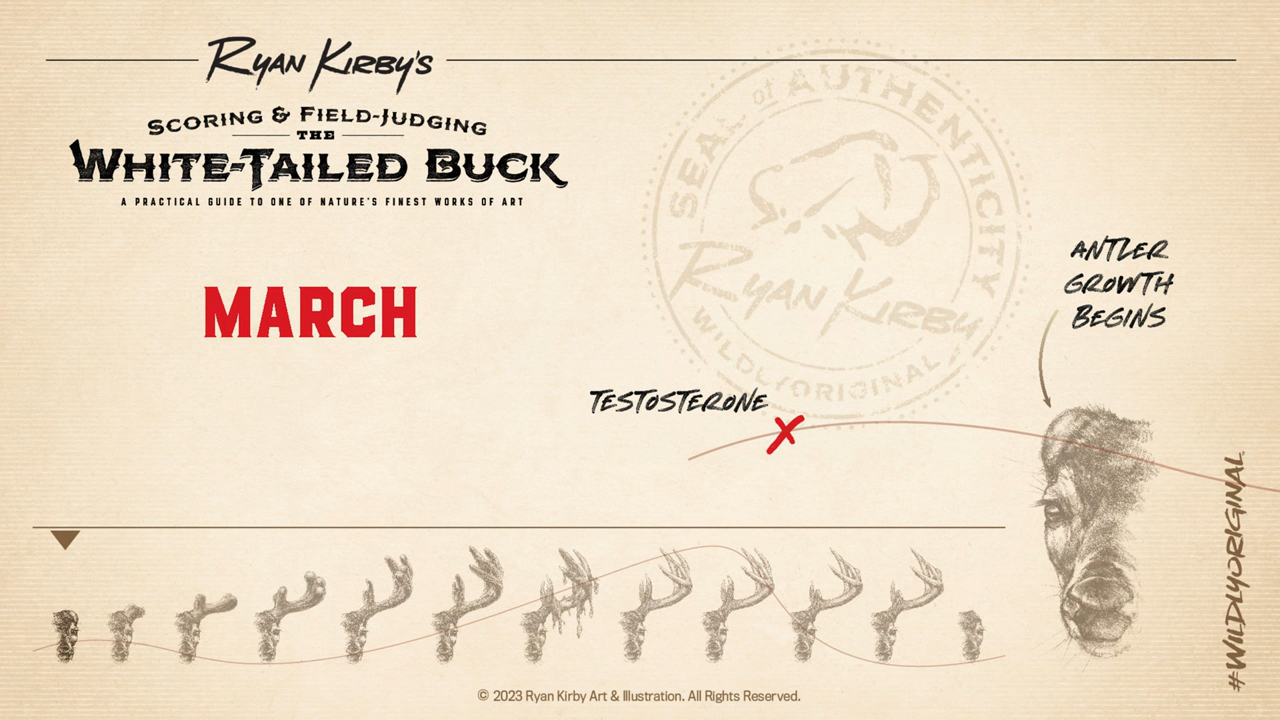 Ryan Kirby's
Scoring & Field-Judging
THE
White-Tailed Buck
A PRACTICAL GUIDE TO ONE OF NATURE'S FINEST WORKS OF ART
MARCH
SEAL of AUTHENTICITY
Ryan Kirby
WILDLY ORIGINAL
ANTLER
GROWTH
BEGINS
TESTOSTERONE
X
#WILDLYORIGINAL
© 2023 Ryan Kirby Art & Illustration. All Rights Reserved.